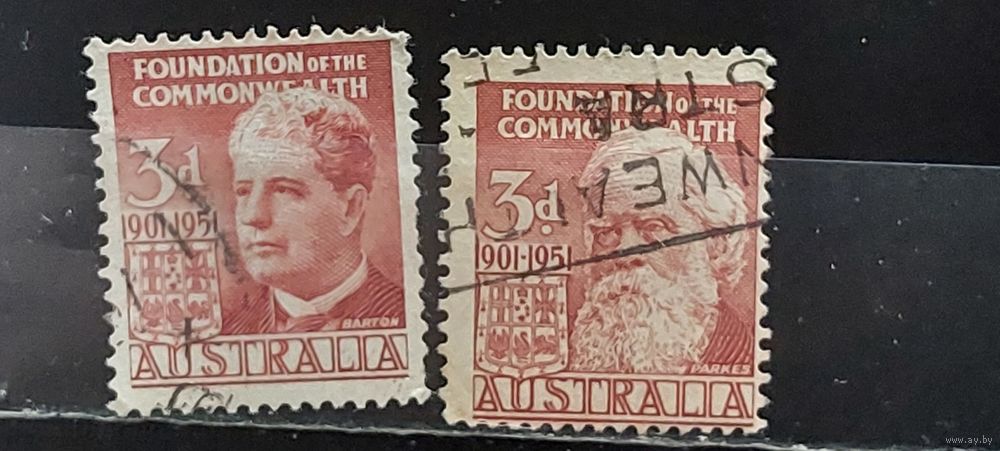 FOUNDATION OF THE
COMMONWEALTH
3d
1901-1951
BARTON
AUSTRALIA
FOUNDATION OF THE
COMMONWEALTH
3d.
1901-1951
PARKES
AUSTRALIA
www.ay.by